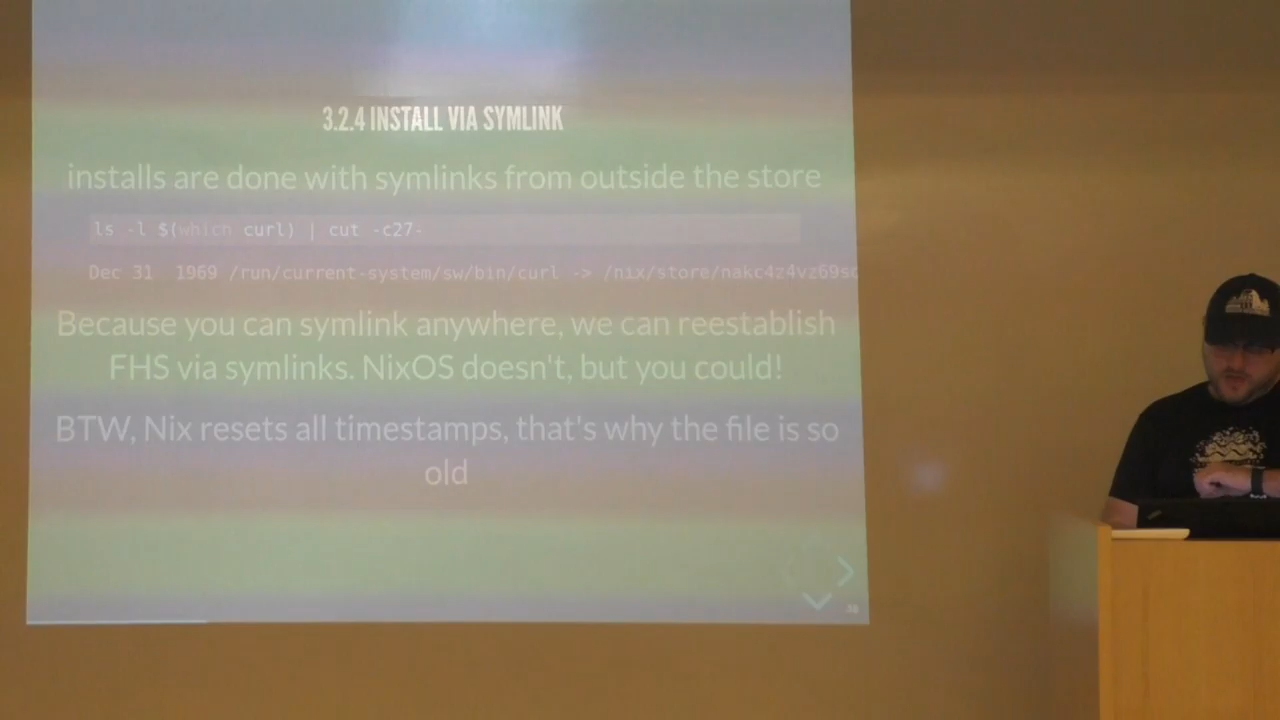 3.2.4 INSTALL VIA SYMLINK
installs are done with symlinks from outside the store
ls -l $(which curl) | cut -c27-
Dec 31  1969 /run/current-system/sw/bin/curl -> /nix/store/nakc4z4vz69sc
Because you can symlink anywhere, we can reestablish
FHS via symlinks. NixOS doesn't, but you could!
BTW, Nix resets all timestamps, that's why the file is so
old